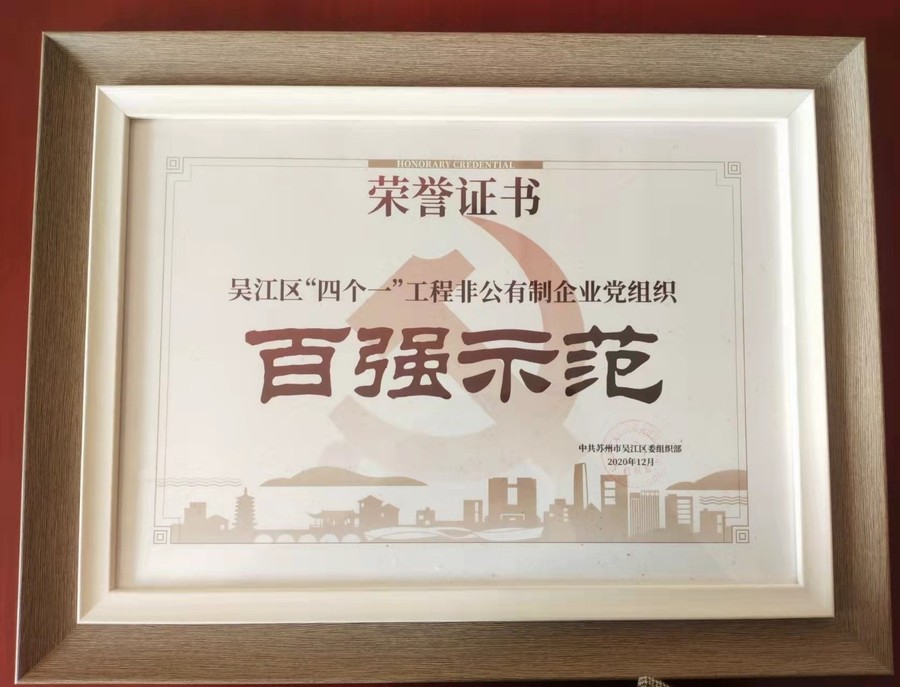 HONORARY CREDENTIAL
荣誉证书
吴江区“四个一”工程非公有制企业党组织
百强示范
中共苏州市吴江区委组织部
2020年12月